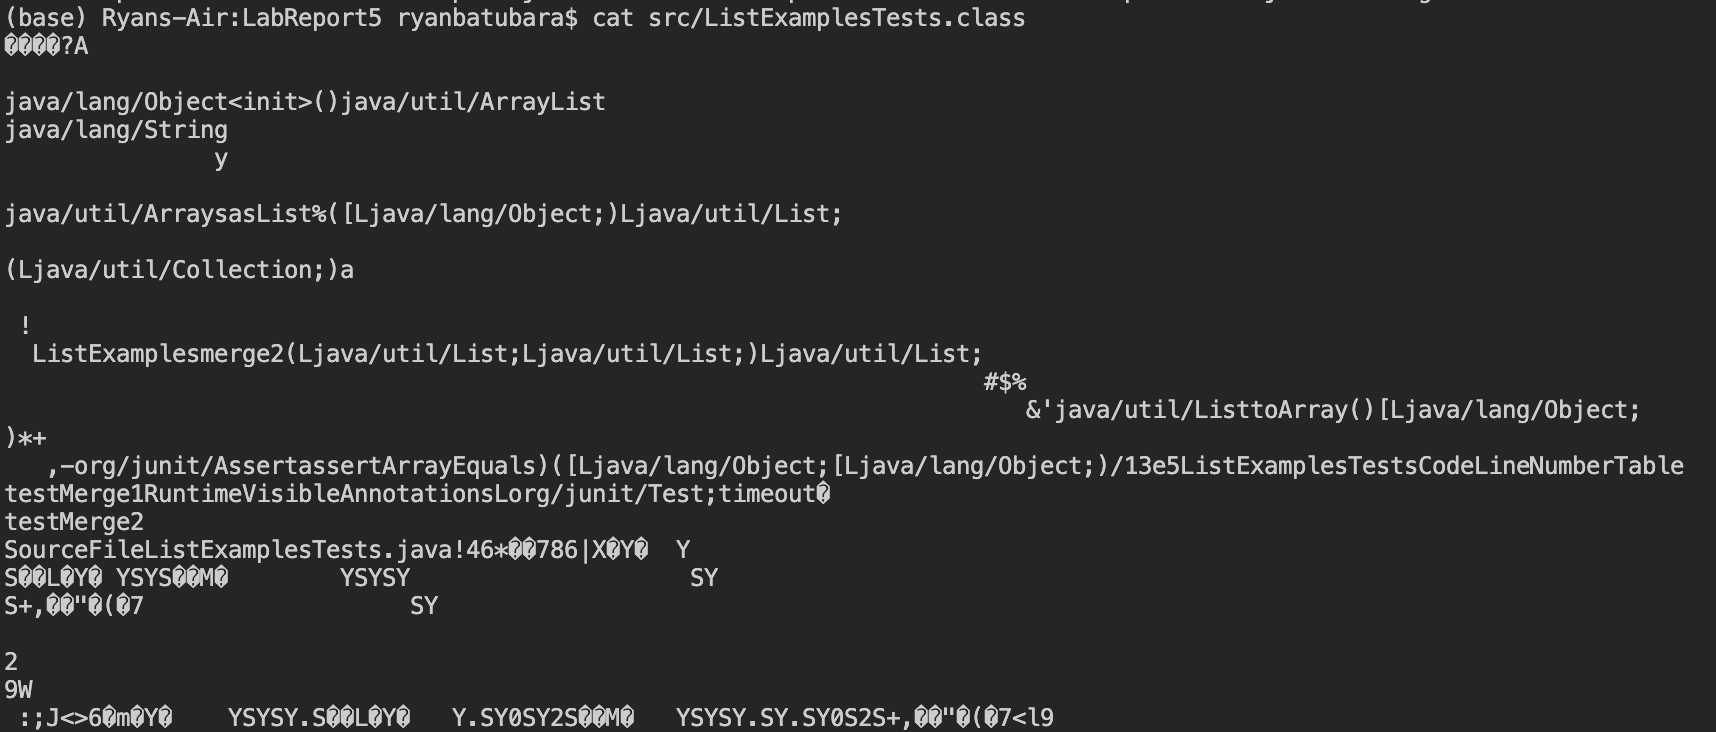 (base) Ryans-Air:LabReport5 ryanbatubara$ cat src/ListExamplesTests.class
����?A
java/lang/Object<init>()java/util/ArrayList
java/lang/String
y
java/util/ArraysasList%([Ljava/lang/Object;)Ljava/util/List;
(Ljava/util/Collection;)a
!
ListExamplesmerge2(Ljava/util/List;Ljava/util/List;)Ljava/util/List;
#$%
&'java/util/ListtoArray()[Ljava/lang/Object;
)*+
,-org/junit/AssertassertArrayEquals)([Ljava/lang/Object;[Ljava/lang/Object;)/13e5ListExamplesTestsCodeLineNumberTable
testMerge1RuntimeVisibleAnnotationsLorg/junit/Test;timeout�
testMerge2
SourceFileListExamplesTests.java!46*��786|X�Y�  Y
S��L�Y� YSYS��M�        YSYSY                    SY
S+,��"�(�7                   SY
2
9W
:;J<>6�m�Y�    YSYSY.S��L�Y�   Y.SY0SY2S��M�   YSYSY.SY.SY0S2S+,��"�(�7<l9